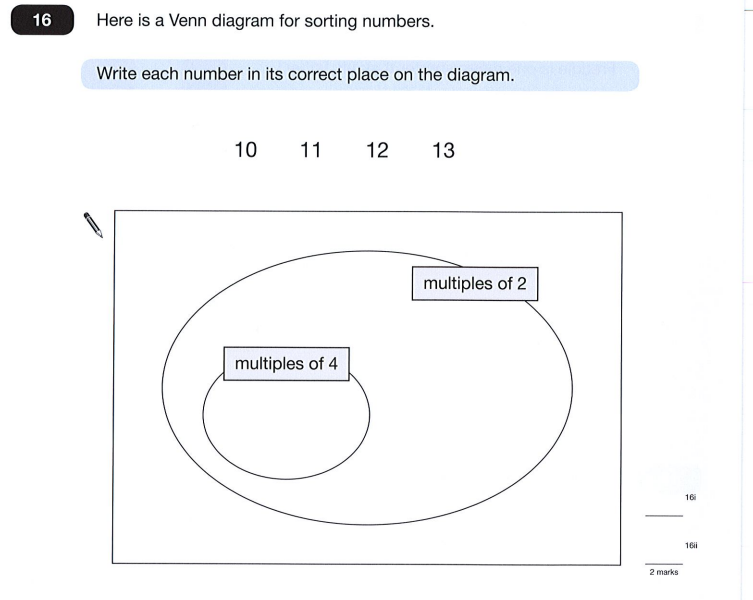 16 Here is a Venn diagram for sorting numbers.
Write each number in its correct place on the diagram.
10 11 12 13
multiples of 2
multiples of 4
16i
16ii
2 marks